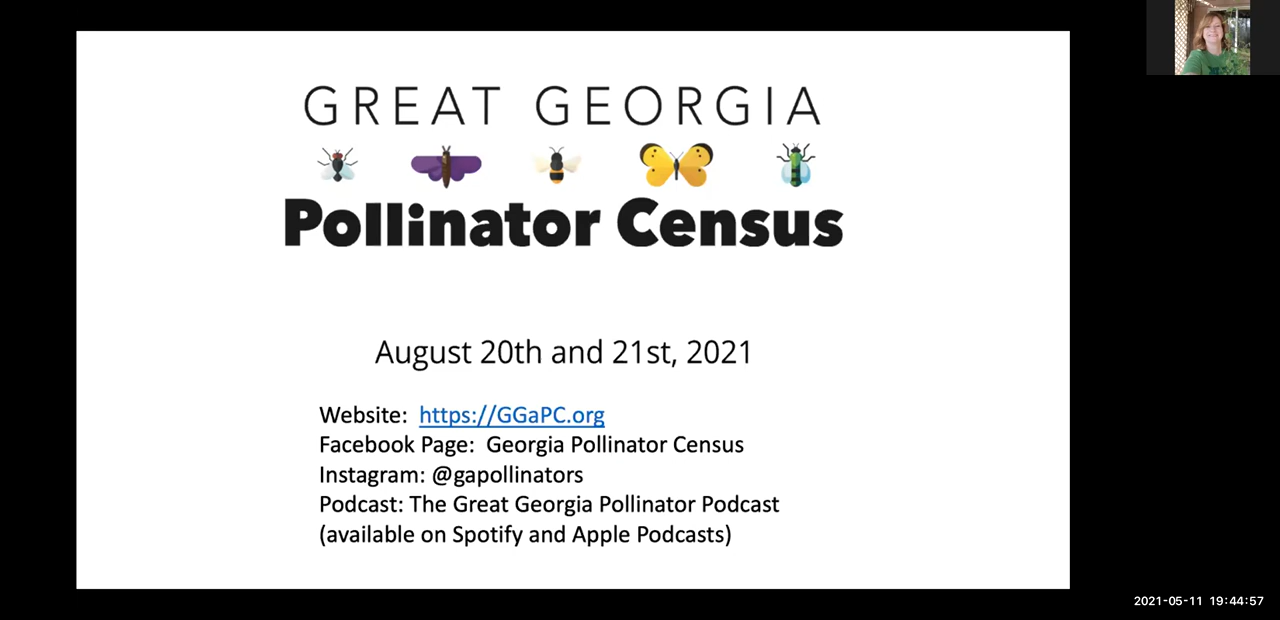 GREAT GEORGIA
Pollinator Census
August 20th and 21st, 2021
Website: https://GGaPC.org
Facebook Page: Georgia Pollinator Census
Instagram: @gapollinators
Podcast: The Great Georgia Pollinator Podcast
(available on Spotify and Apple Podcasts)
2021-05-11 19:44:57